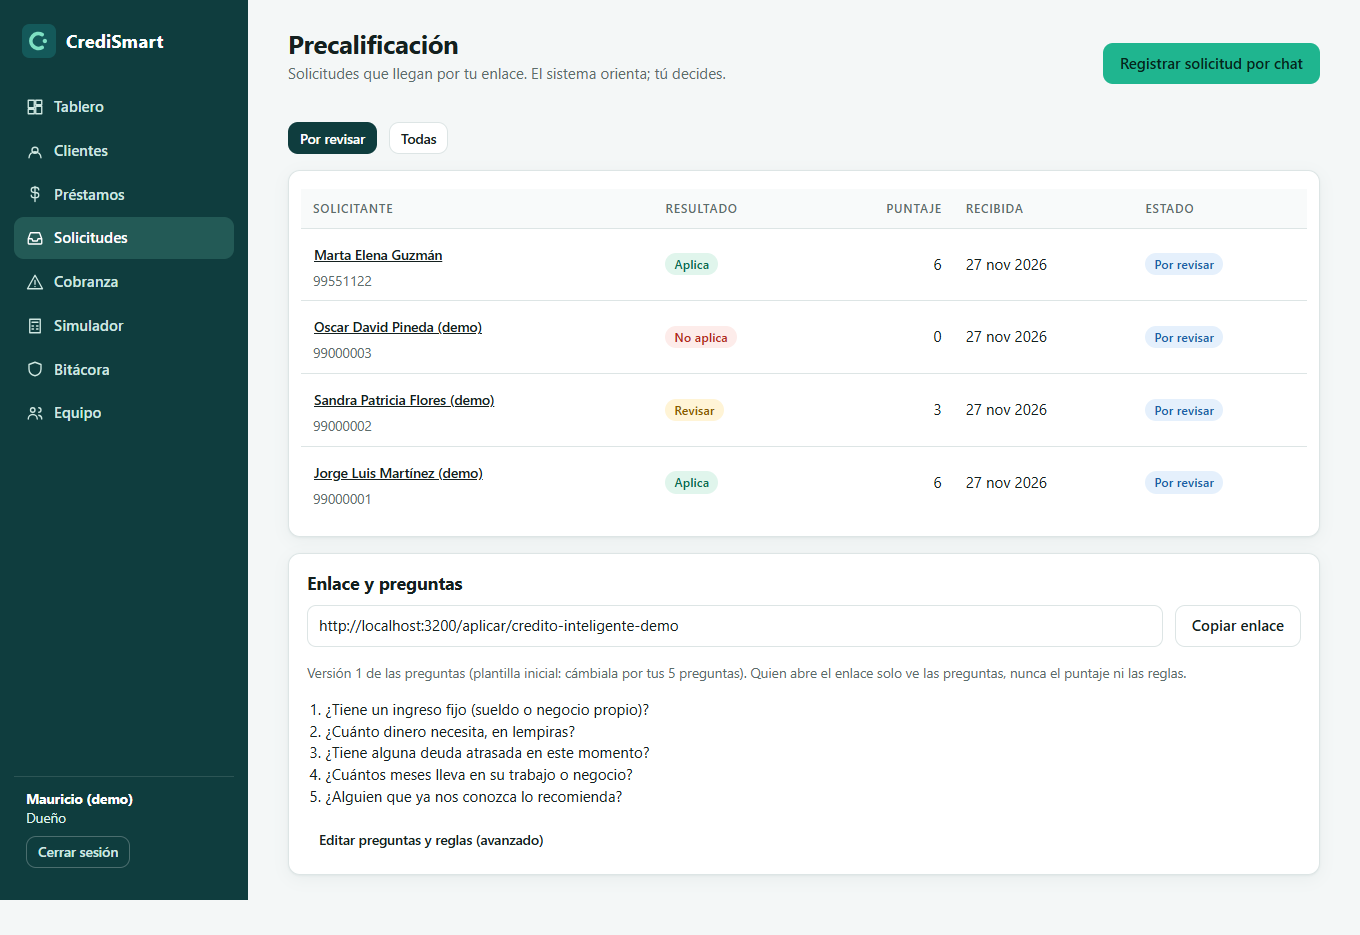 CrediSmart
Tablero
Clientes
Préstamos
Solicitudes
Cobranza
Simulador
Bitácora
Equipo
Mauricio (demo)
Dueño
Cerrar sesión
Precalificación
Solicitudes que llegan por tu enlace. El sistema orienta; tú decides.
Registrar solicitud por chat
Por revisar
Todas
SOLICITANTE RESULTADO PUNTAJE RECIBIDA ESTADO
Marta Elena Guzmán
99551122
Aplica 6 27 nov 2026 Por revisar
Oscar David Pineda (demo)
99000003
No aplica 0 27 nov 2026 Por revisar
Sandra Patricia Flores (demo)
99000002
Revisar 3 27 nov 2026 Por revisar
Jorge Luis Martínez (demo)
99000001
Aplica 6 27 nov 2026 Por revisar
Enlace y preguntas
http://localhost:3200/aplicar/credito-inteligente-demo
Copiar enlace
Versión 1 de las preguntas (plantilla inicial: cámbiala por tus 5 preguntas). Quien abre el enlace solo ve las preguntas, nunca el puntaje ni las reglas.
1. ¿Tiene un ingreso fijo (sueldo o negocio propio)?
2. ¿Cuánto dinero necesita, en lempiras?
3. ¿Tiene alguna deuda atrasada en este momento?
4. ¿Cuántos meses lleva en su trabajo o negocio?
5. ¿Alguien que ya nos conozca lo recomienda?
Editar preguntas y reglas (avanzado)